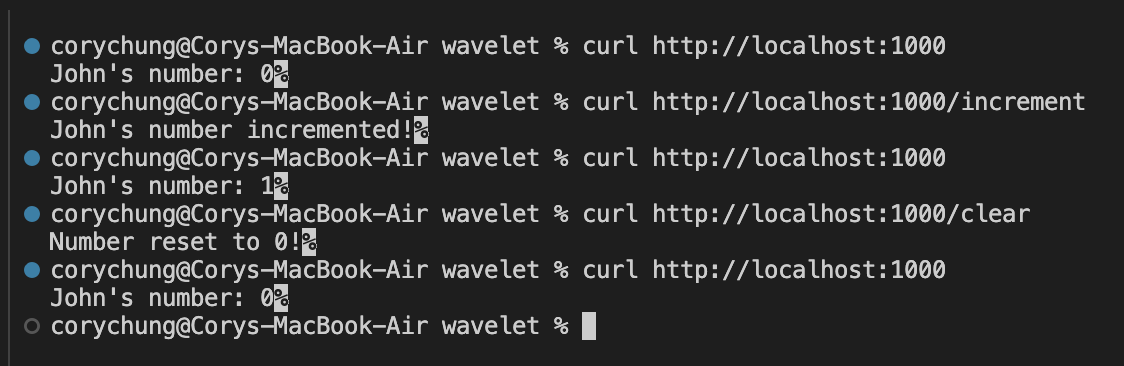 corychung@Corys-MacBook-Air wavelet % curl http://localhost:1000
John's number: 0%
corychung@Corys-MacBook-Air wavelet % curl http://localhost:1000/increment
John's number incremented!%
corychung@Corys-MacBook-Air wavelet % curl http://localhost:1000
John's number: 1%
corychung@Corys-MacBook-Air wavelet % curl http://localhost:1000/clear
Number reset to 0!%
corychung@Corys-MacBook-Air wavelet % curl http://localhost:1000
John's number: 0%
corychung@Corys-MacBook-Air wavelet %